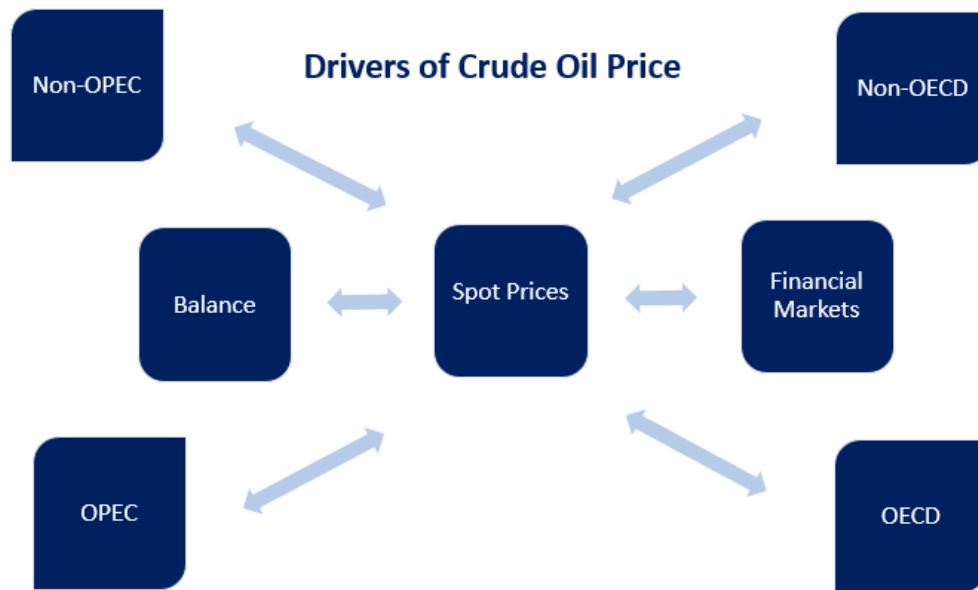 Drivers of Crude Oil Price
Non-OPEC
Non-OECD
Balance
Spot Prices
Financial
Markets
OPEC
OECD